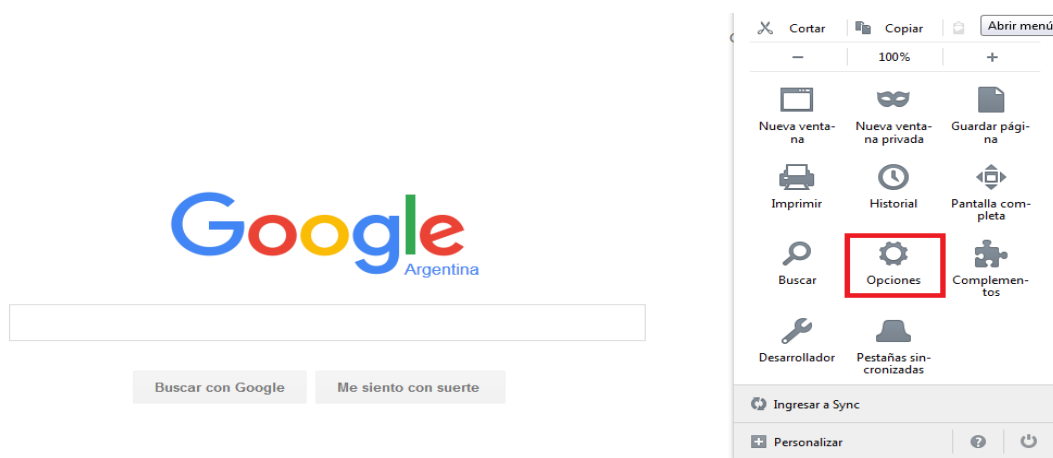 Cortar Copiar Abrir menú
− 100% +
Nueva venta-
na
Nueva venta-
na privada
Guardar pági-
na
Imprimir
Historial
Pantalla com-
pleta
Google
Argentina
Buscar
Opciones
Complemen-
tos
Buscar con Google
Me siento con suerte
Desarrollador
Pestañas sin-
cronizadas
Ingresar a Sync
Personalizar